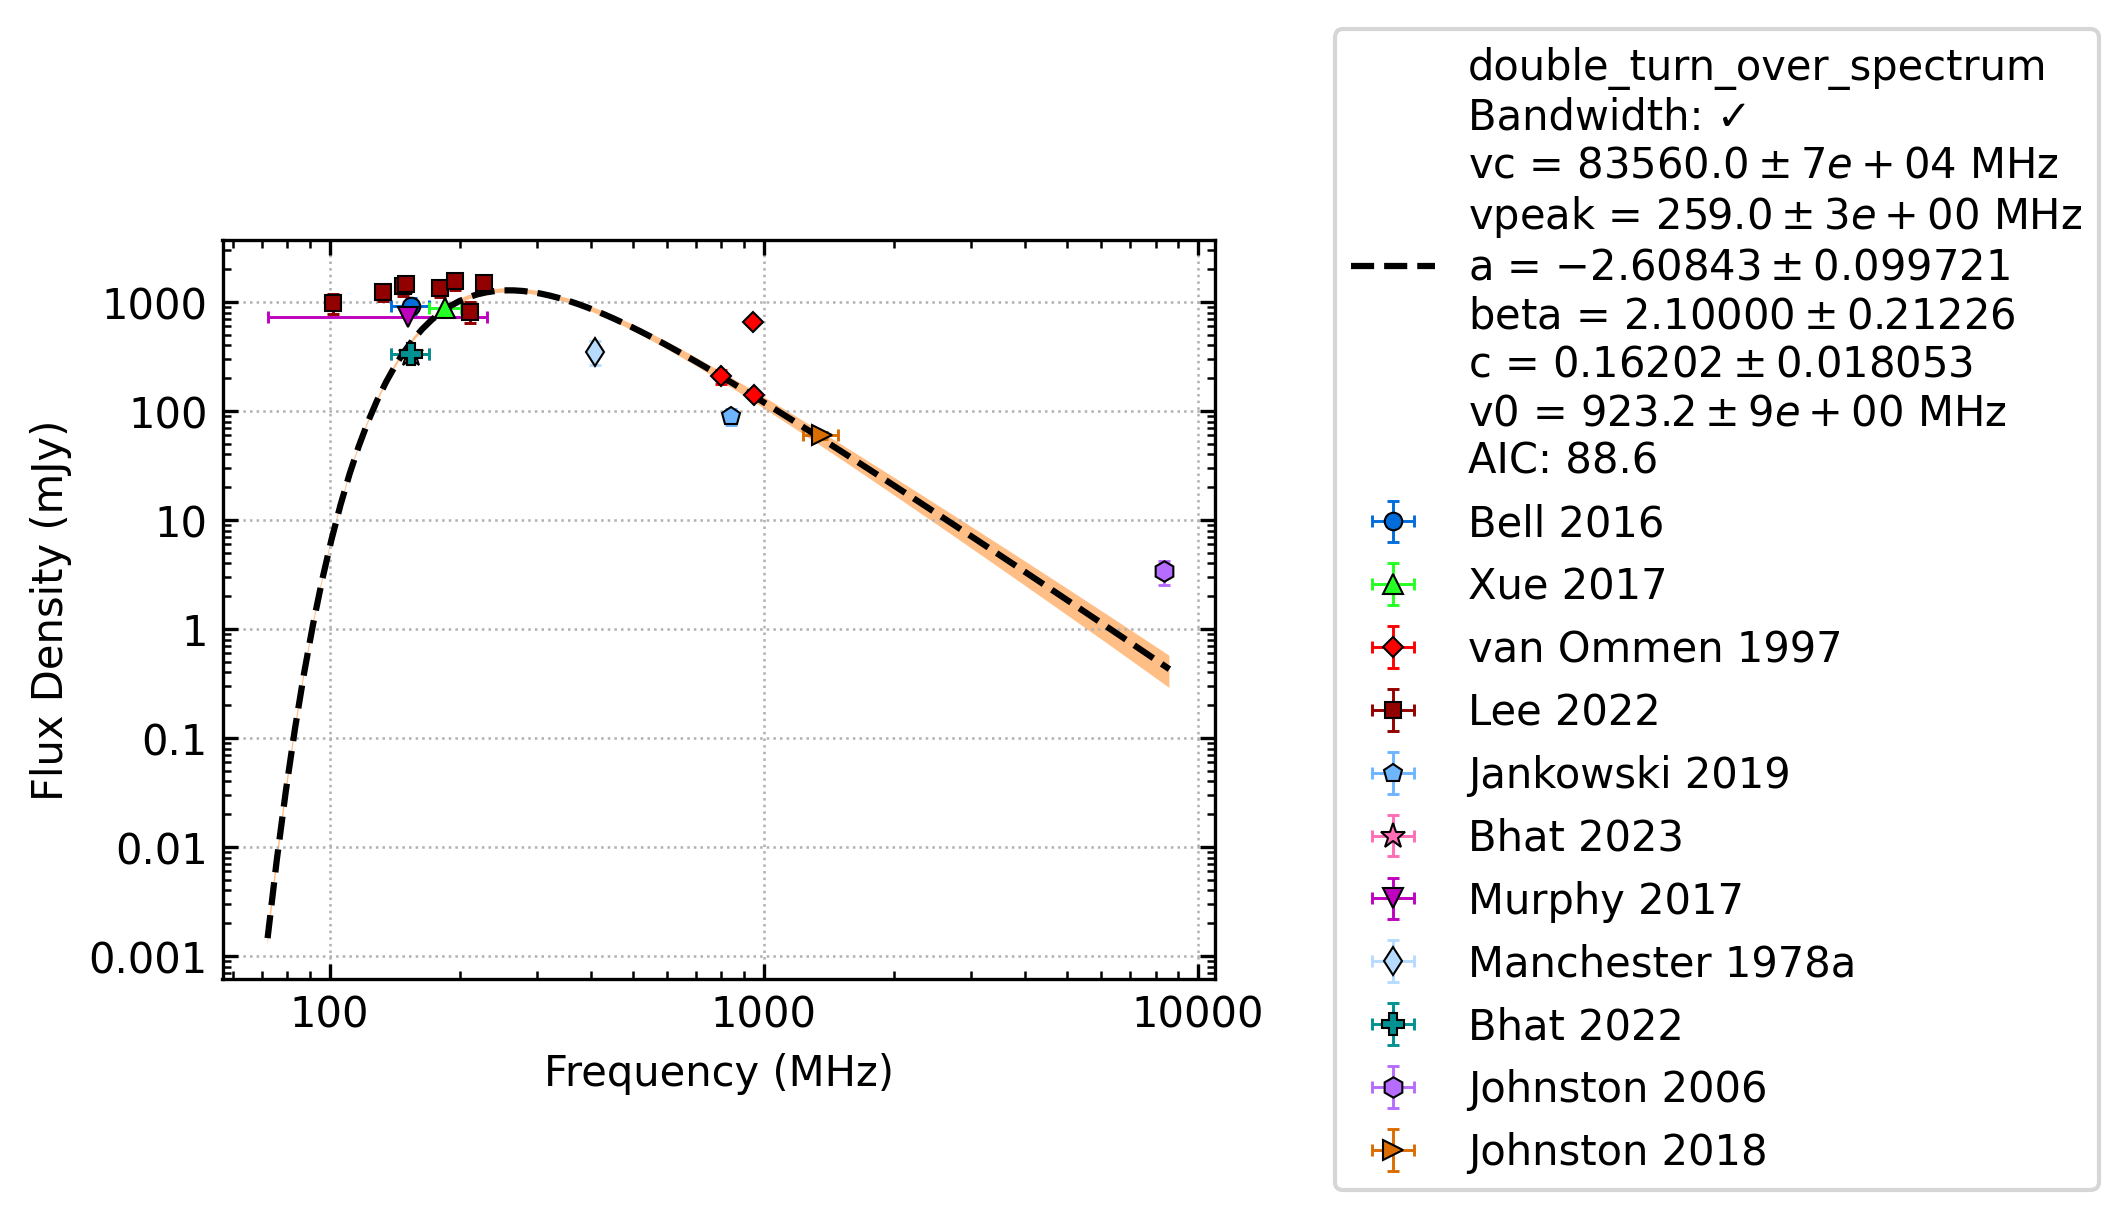 double_turn_over_spectrum
Bandwidth: ✓
vc = 83560.0 ± 7e + 04 MHz
vpeak = 259.0 ± 3e + 00 MHz
a = −2.60843 ± 0.099721
beta = 2.10000 ± 0.21226
c = 0.16202 ± 0.018053
v0 = 923.2 ± 9e + 00 MHz
AIC: 88.6
Bell 2016
Xue 2017
van Ommen 1997
Lee 2022
Jankowski 2019
Bhat 2023
Murphy 2017
Manchester 1978a
Bhat 2022
Johnston 2006
Johnston 2018
Flux Density (mJy)
1000
100
10
1
0.1
0.01
0.001
100
1000
10000
Frequency (MHz)